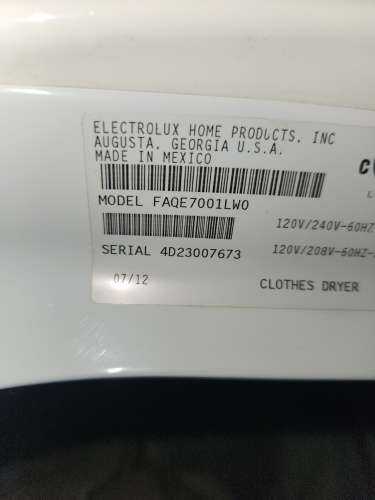 ELECTROLUX HOME PRODUCTS, INC
AUGUSTA, GEORGIA U.S.A.
MADE IN MEXICO
MODEL FAQE7001LW0
120V/240V-60HZ
SERIAL 4D23007673
120V/208V-60HZ-
07/12
CLOTHES DRYER